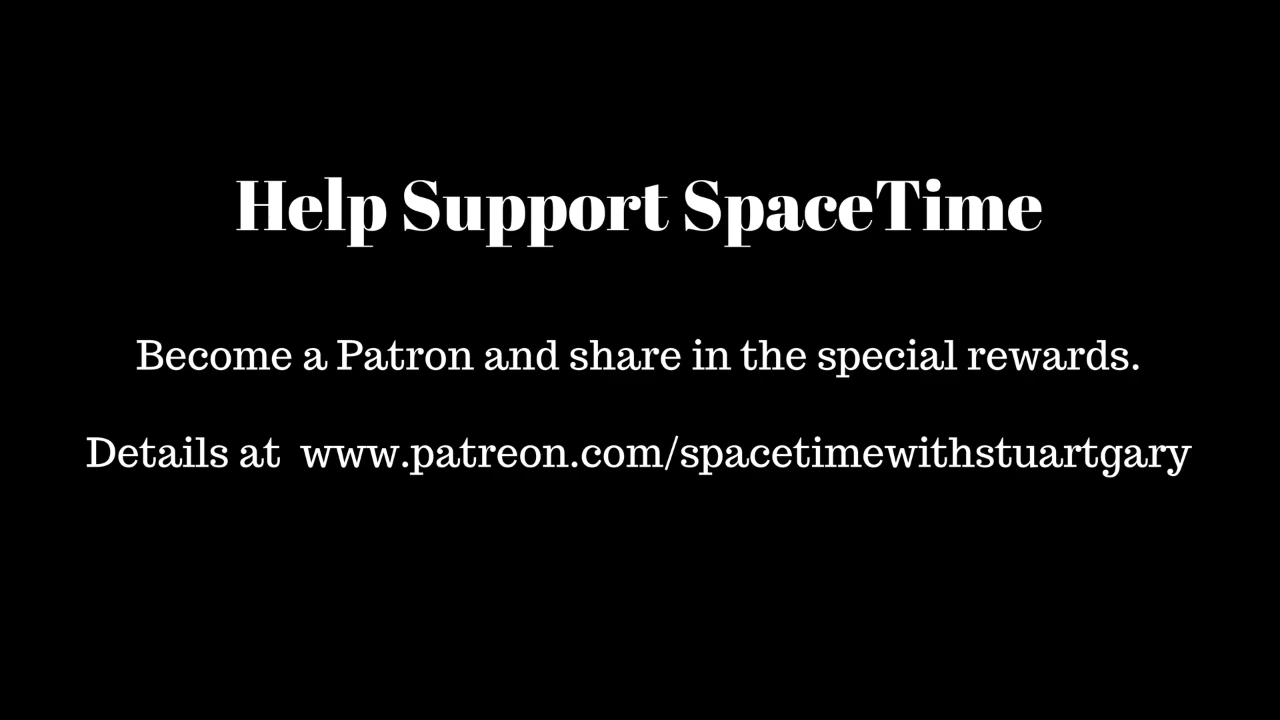 Help Support SpaceTime
Become a Patron and share in the special rewards.
Details at  www.patreon.com/spacetimewithstuartgary